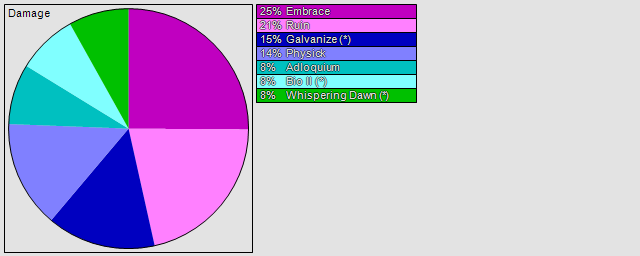 Damage
25% Embrace
21% Ruin
15% Galvanize (*)
14% Physick
8% Adloquium
8% Bio II (*)
8% Whispering Dawn (*)